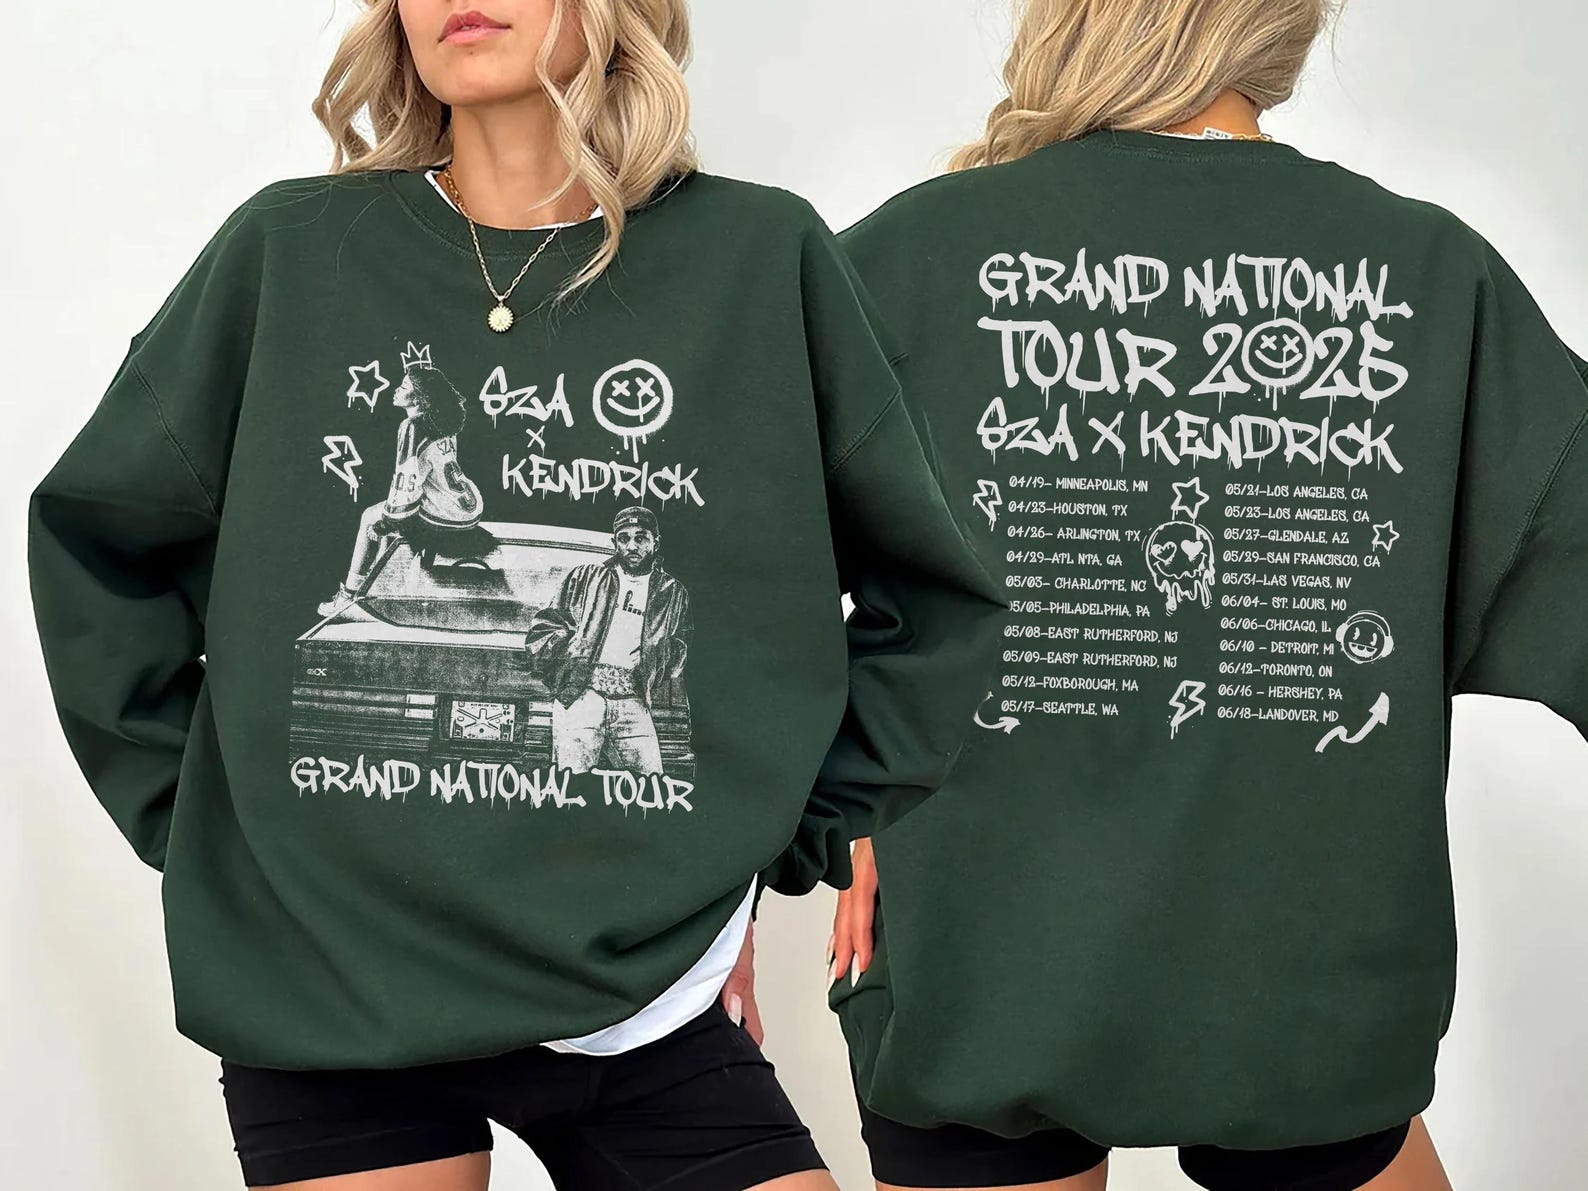 SZA
x
KENDRICK
GNX
GRAND NATIONAL TOUR
GRAND NATIONAL
TOUR 2025
SZA X KENDRICK
04/19- MINNEAPOLIS, MN
04/23-HOUSTON, TX
04/26- ARLINGTON, TX
04/29-ATL NTA, GA
05/03- CHARLOTTE, NC
05/05-PHILADELPHIA, PA
05/08-EAST RUTHERFORD, NJ
05/09-EAST RUTHERFORD, NJ
05/12-FOXBOROUGH, MA
05/17-SEATTLE, WA
05/21-LOS ANGELES, CA
05/23-LOS ANGELES, CA
05/27-GLENDALE, AZ
05/29-SAN FRANCISCO, CA
05/31-LAS VEGAS, NV
06/04- ST. LOUIS, MO
06/06-CHICAGO, IL
06/10 - DETROIT, MI
06/12-TORONTO, ON
06/16 - HERSHEY, PA
06/18-LANDOVER, MD